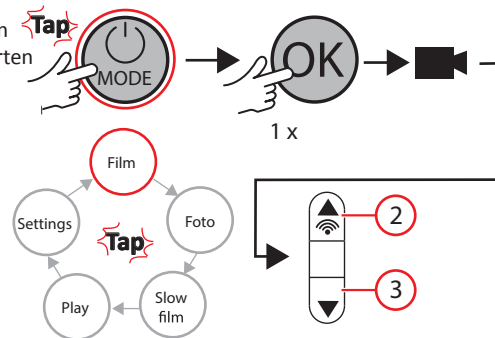 n Tap
rten
MODE
OK
1 x
Film
Settings
Foto
Tap
Play
Slow
film
2
3